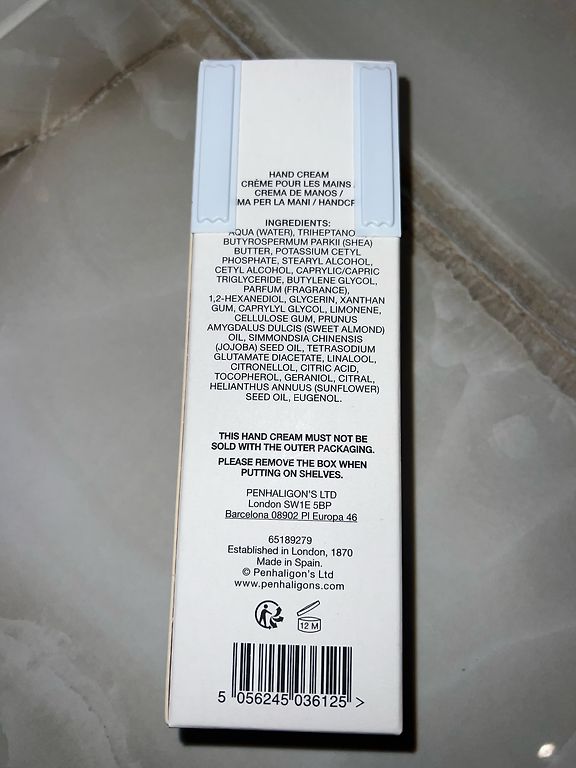 HAND CREAM
CRÈME POUR LES MAINS
CREMA DE MANOS /
MA PER LA MANI / HANDCR
INGREDIENTS:
AQUA (WATER), TRIHEPTANO
BUTYROSPERMUM PARKII (SHEA)
BUTTER, POTASSIUM CETYL
PHOSPHATE, STEARYL ALCOHOL,
CETYL ALCOHOL, CAPRYLIC/CAPRIC
TRIGLYCERIDE, BUTYLENE GLYCOL,
PARFUM (FRAGRANCE),
1,2-HEXANEDIOL, GLYCERIN, XANTHAN
GUM, CAPRYLYL GLYCOL, LIMONENE,
CELLULOSE GUM, PRUNUS
AMYGDALUS DULCIS (SWEET ALMOND)
OIL, SIMMONDSIA CHINENSIS
(JOJOBA) SEED OIL, TETRASODIUM
GLUTAMATE DIACETATE, LINALOOL,
CITRONELLOL, CITRIC ACID,
TOCOPHEROL, GERANIOL, CITRAL,
HELIANTHUS ANNUUS (SUNFLOWER)
SEED OIL, EUGENOL.
THIS HAND CREAM MUST NOT BE
SOLD WITH THE OUTER PACKAGING.
PLEASE REMOVE THE BOX WHEN
PUTTING ON SHELVES.
PENHALIGON'S LTD
London SW1E 5BP
Barcelona 08902 Pl Europa 46
65189279
Established in London, 1870
Made in Spain.
© Penhaligon's Ltd
www.penhaligons.com
12 M
5 056245 036125 >